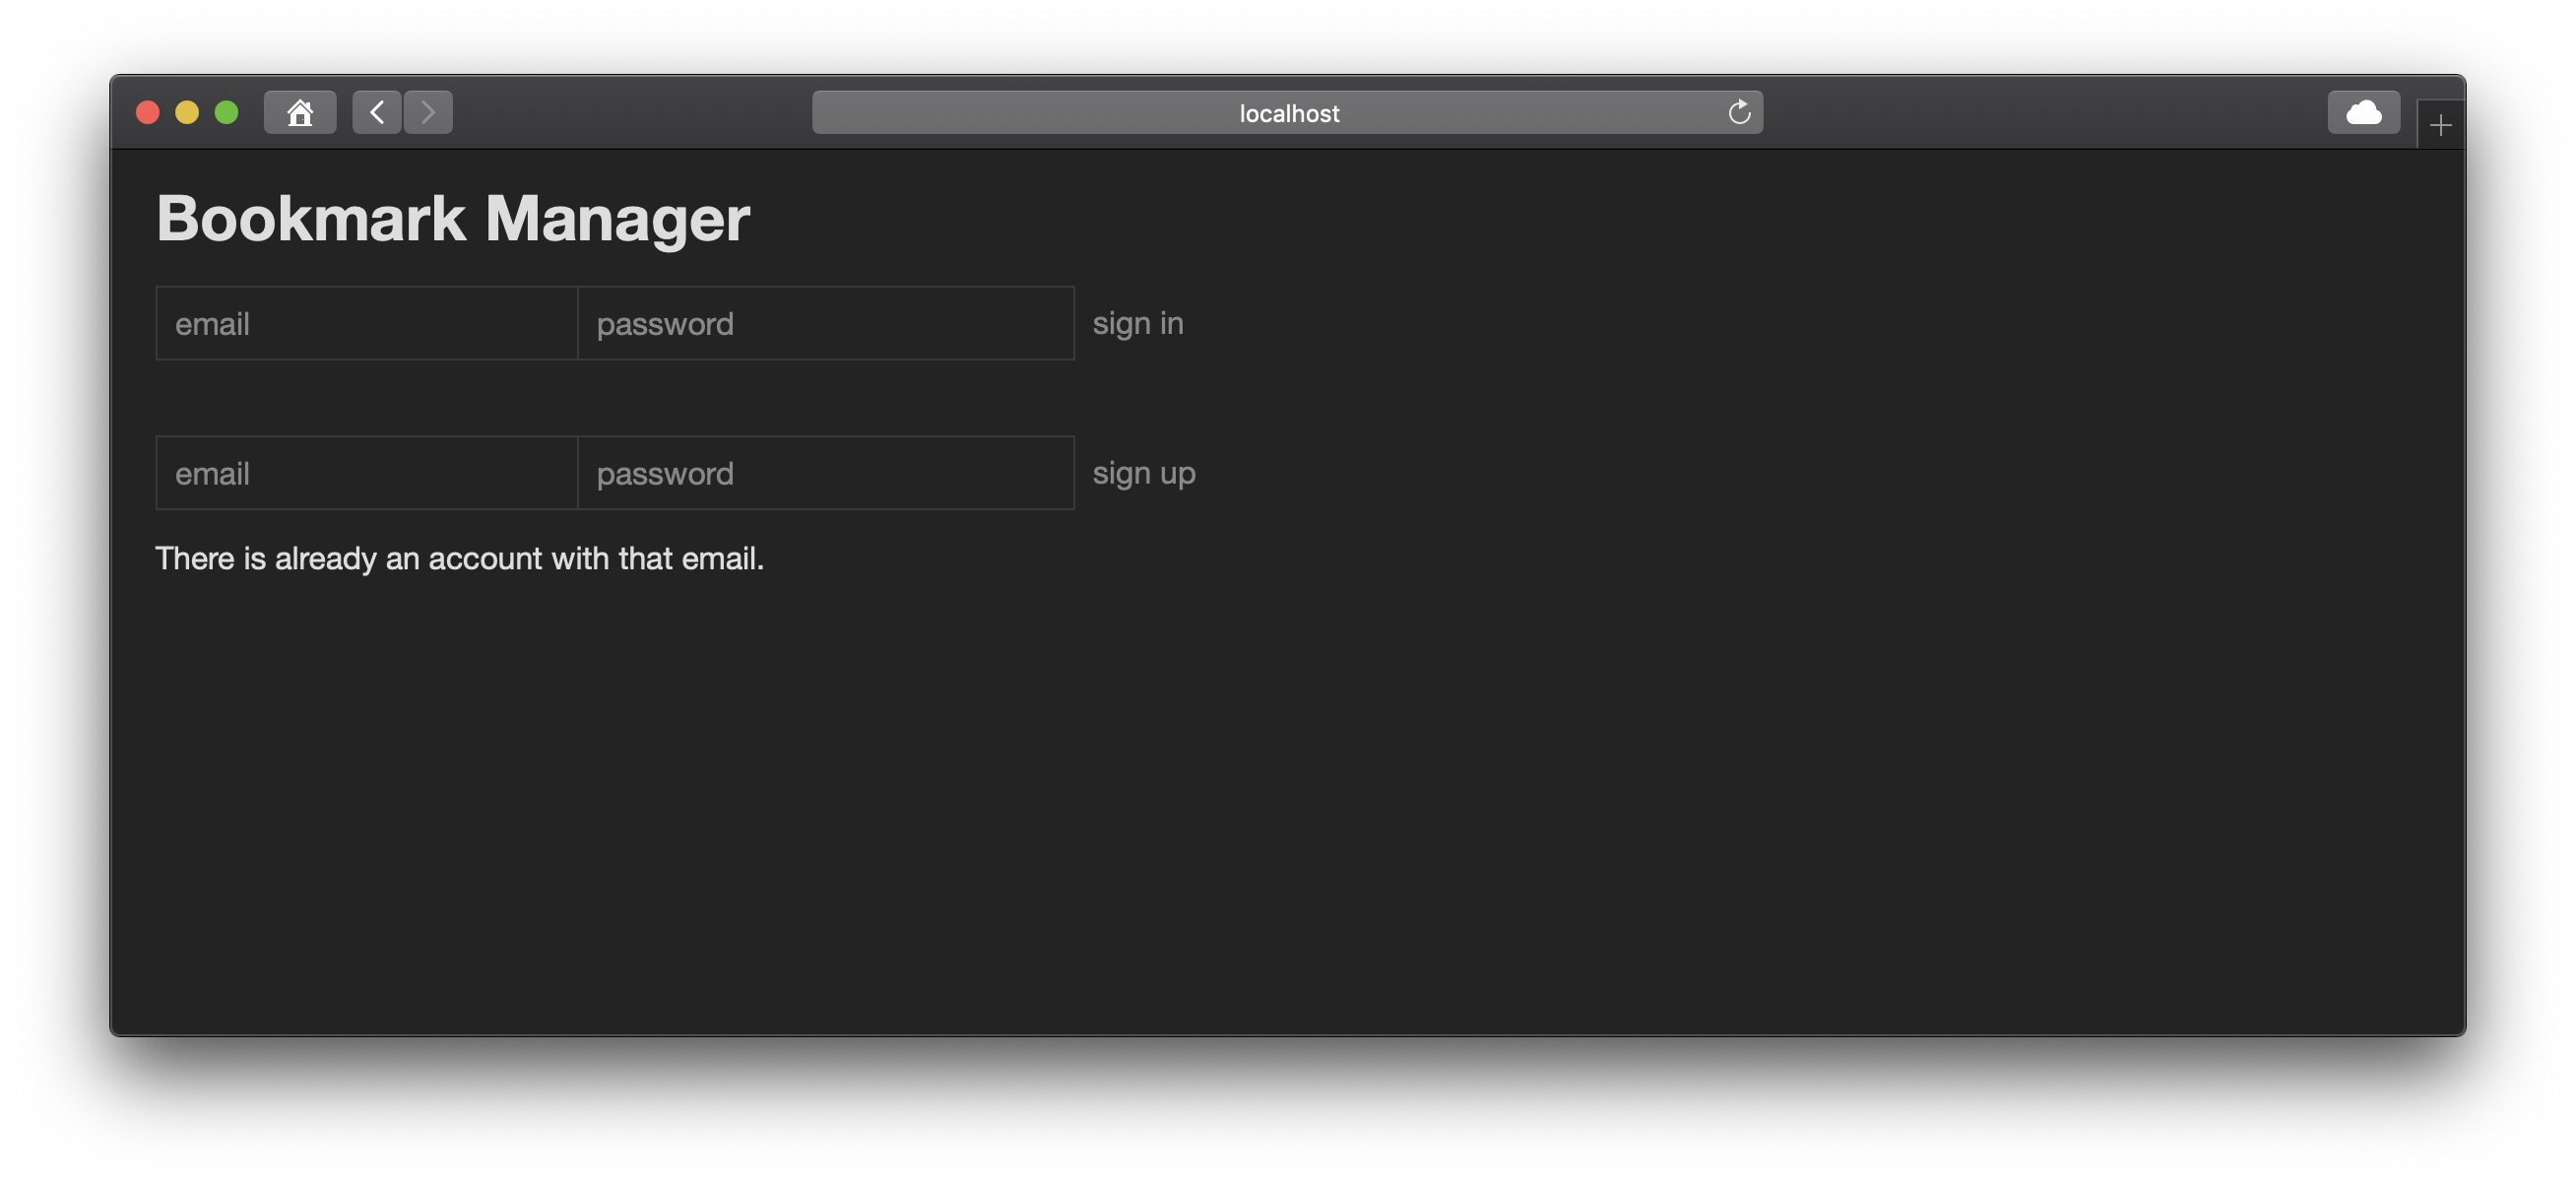 localhost
Bookmark Manager
email password sign in
email password sign up
There is already an account with that email.